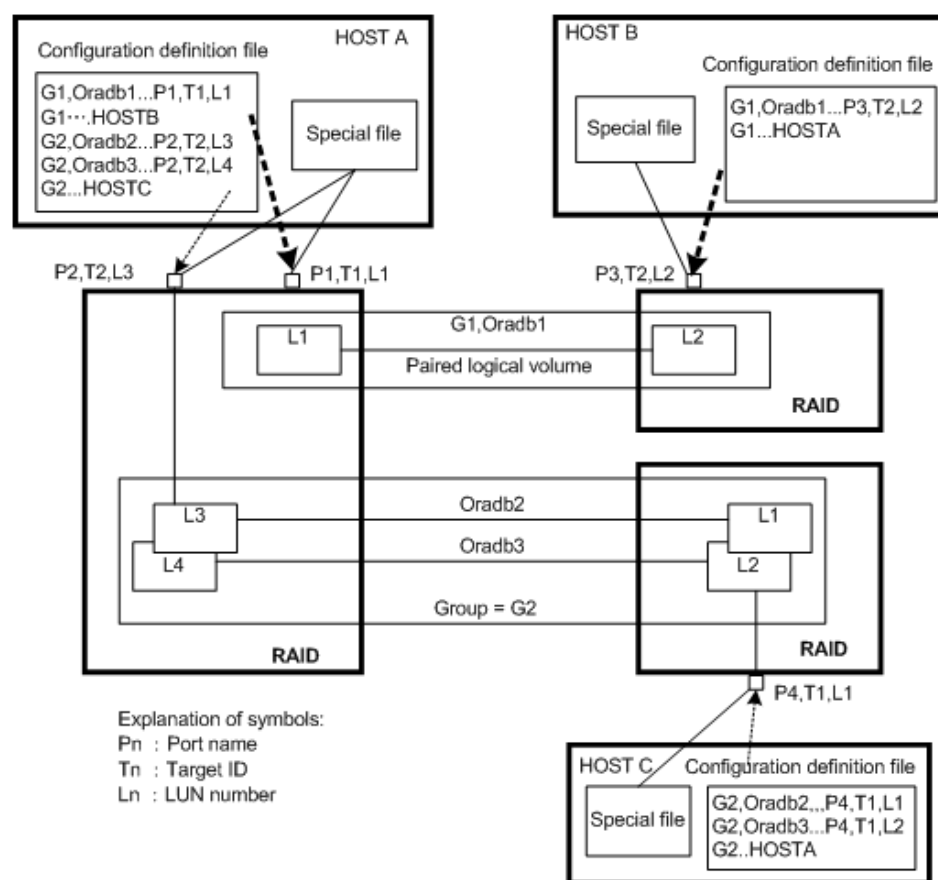 HOST A
Configuration definition file
G1,Oradb1...P1,T1,L1
G1⋯.HOSTB
G2,Oradb2...P2,T2,L3
G2,Oradb3...P2,T2,L4
G2...HOSTC
Special file
HOST B
Configuration definition file
Special file
G1,Oradb1...P3,T2,L2
G1...HOSTA
P2,T2,L3
P1,T1,L1
P3,T2,L2
G1,Oradb1
L1
L2
Paired logical volume
RAID
Oradb2
L3
L1
Oradb3
L4
L2
Group = G2
RAID
RAID
P4,T1,L1
Explanation of symbols:
Pn : Port name
Tn : Target ID
Ln : LUN number
HOST C
Configuration definition file
Special file
G2,Oradb2,,,P4,T1,L1
G2,Oradb3...P4,T1,L2
G2..HOSTA